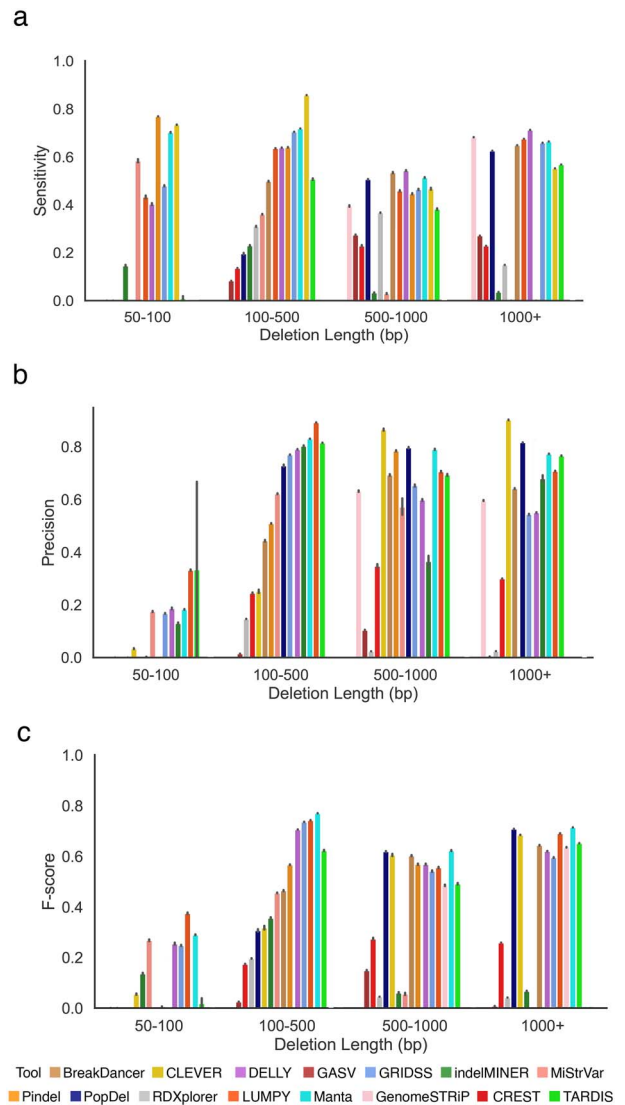 a
1.0
0.8
0.6
0.4
0.2
0.0
Sensitivity
50-100 100-500 500-1000 1000+
Deletion Length (bp)
b
0.8
0.6
0.4
0.2
0.0
Precision
50-100 100-500 500-1000 1000+
Deletion Length (bp)
c
1.0
0.8
0.6
0.4
0.2
0.0
F-score
50-100 100-500 500-1000 1000+
Deletion Length (bp)
Tool BreakDancer CLEVER DELLY GASV GRIDSS indelMINER MiStrVar
Pindel PopDel RDXplorer LUMPY Manta GenomeSTRiP CREST TARDIS